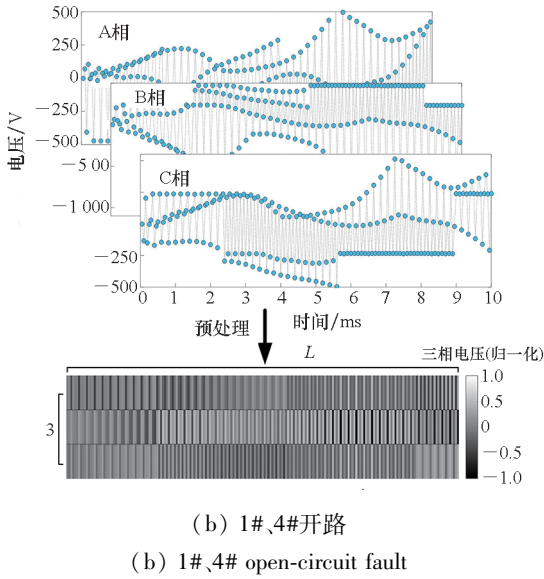 500
A相
250
0
B相
−250
−500
电压/V
−5 00
C相
−1 000
−250
−500
0 1 2 3 4 5 6 7 8 9 10
预处理
时间/ms
L
三相电压(归一化)
3
1.0
0.5
0
−0.5
−1.0
(b) 1#、4#开路
(b) 1#、4# open-circuit fault